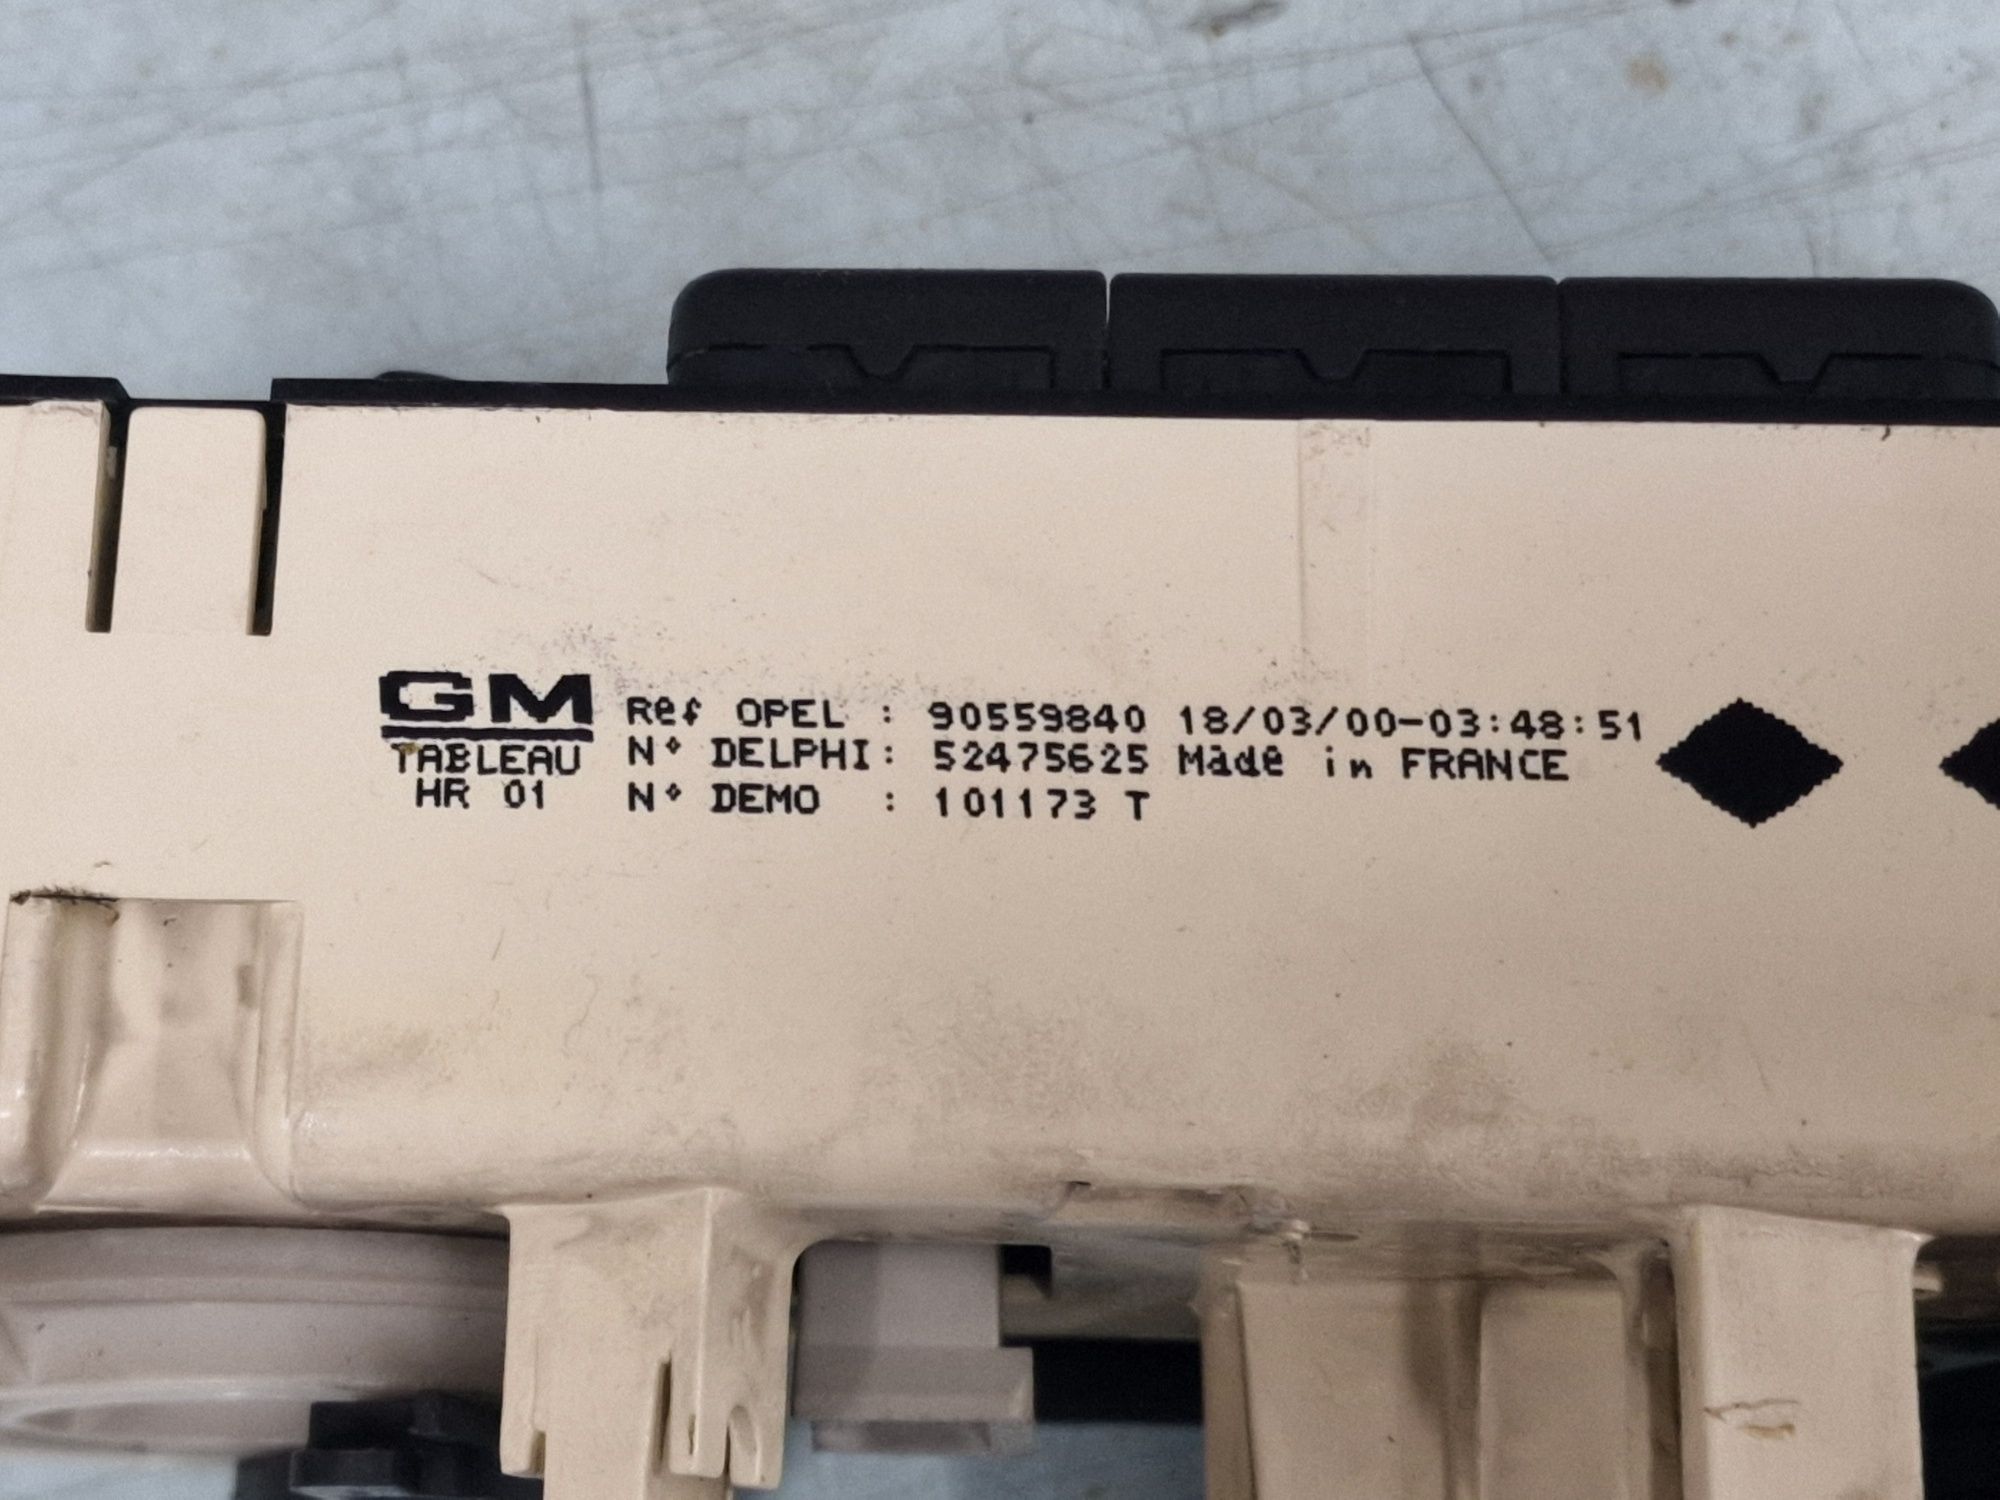 GM
TABLEAU
HR 01
Ref OPEL : 90559840 18/03/00-03:48:51
N° DELPHI: 52475625 Made in FRANCE
N° DEMO : 101173 T